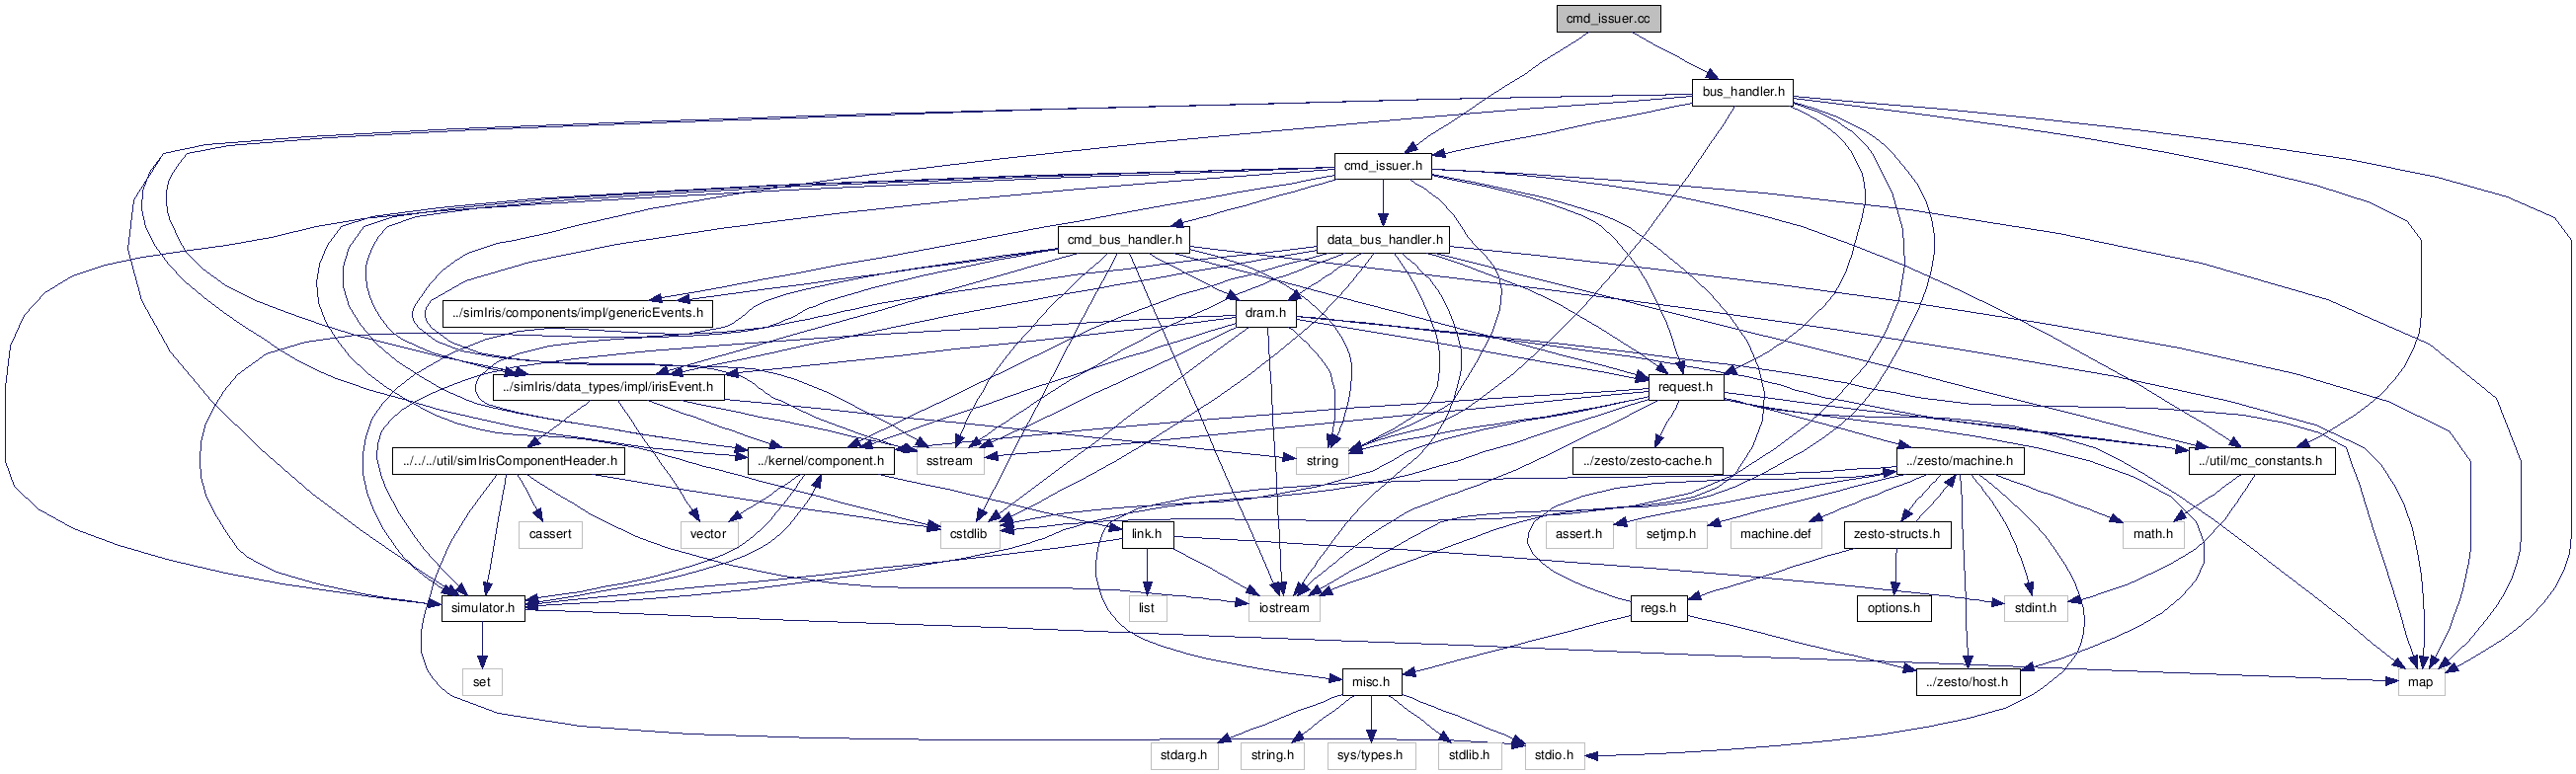 cmd_issuer.cc
bus_handler.h
cmd_issuer.h
cmd_bus_handler.h
data_bus_handler.h
../simIris/components/impl/genericEvents.h
dram.h
../simIris/data_types/impl/irisEvent.h
request.h
../../../util/simIrisComponentHeader.h
../kernel/component.h
sstream
string
../zesto/zesto-cache.h
../zesto/machine.h
../util/mc_constants.h
cassert
vector
cstdlib
link.h
assert.h
setjmp.h
machine.def
zesto-structs.h
math.h
simulator.h
list
iostream
regs.h
options.h
stdint.h
set
misc.h
../zesto/host.h
map
stdarg.h
string.h
sys/types.h
stdlib.h
stdio.h